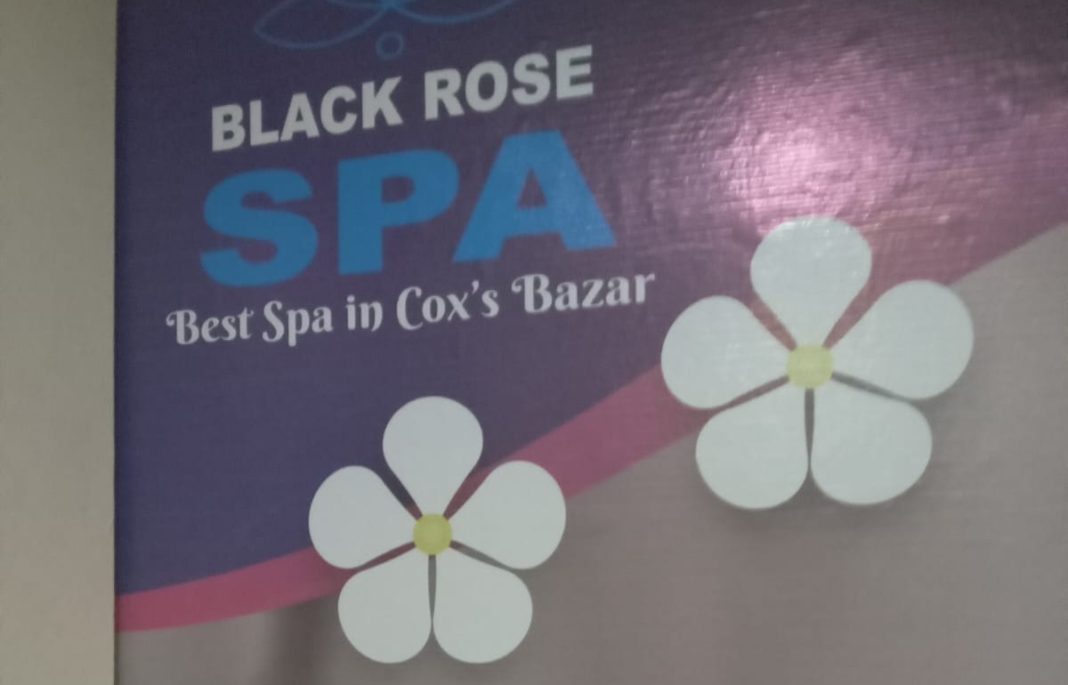 BLACK ROSE
SPA
Best Spa in Cox's Bazar